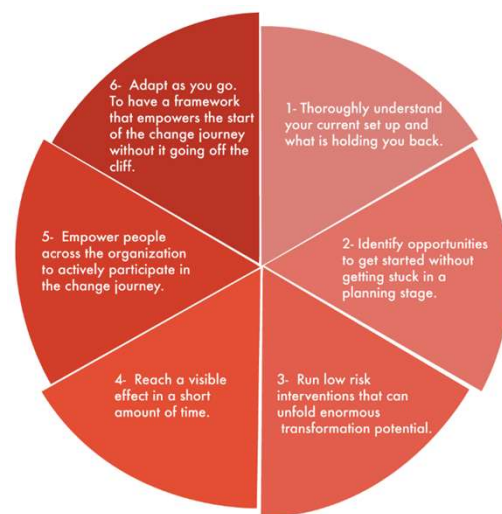 1- Thoroughly understand
your current set up and
what is holding you back.
2- Identify opportunities
to get started without
getting stuck in a
planning stage.
3- Run low risk
interventions that can
unfold enormous
transformation potential.
4- Reach a visible
effect in a short
amount of time.
5- Empower people
across the organization
to actively participate in
the change journey.
6- Adapt as you go.
To have a framework
that empowers the start
of the change journey
without it going off the
cliff.